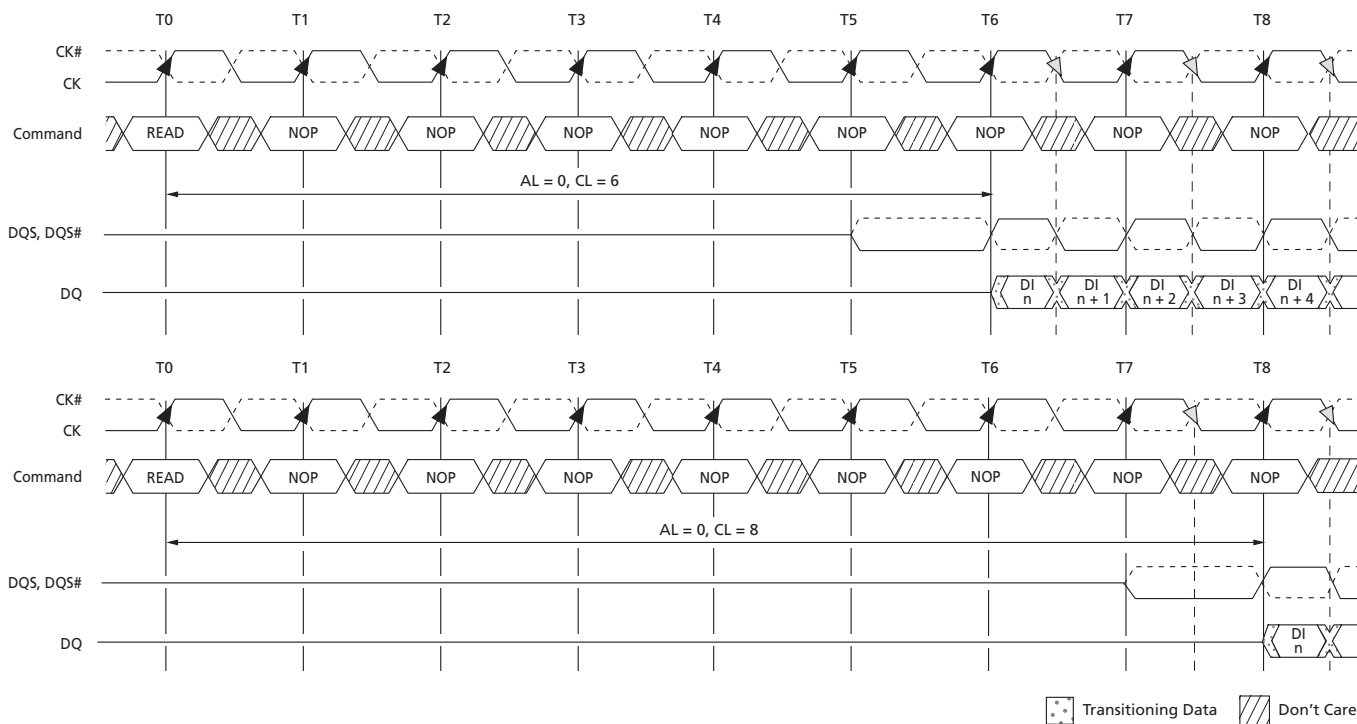 T0 T1 T2 T3 T4 T5 T6 T7 T8
CK#
CK
Command READ NOP NOP NOP NOP NOP NOP NOP NOP
AL = 0, CL = 6
DQS, DQS#
DQ DI n DI n + 1 DI n + 2 DI n + 3 DI n + 4
T0 T1 T2 T3 T4 T5 T6 T7 T8
CK#
CK
Command READ NOP NOP NOP NOP NOP NOP NOP NOP
AL = 0, CL = 8
DQS, DQS#
DQ DI n
Transitioning Data Don't Care